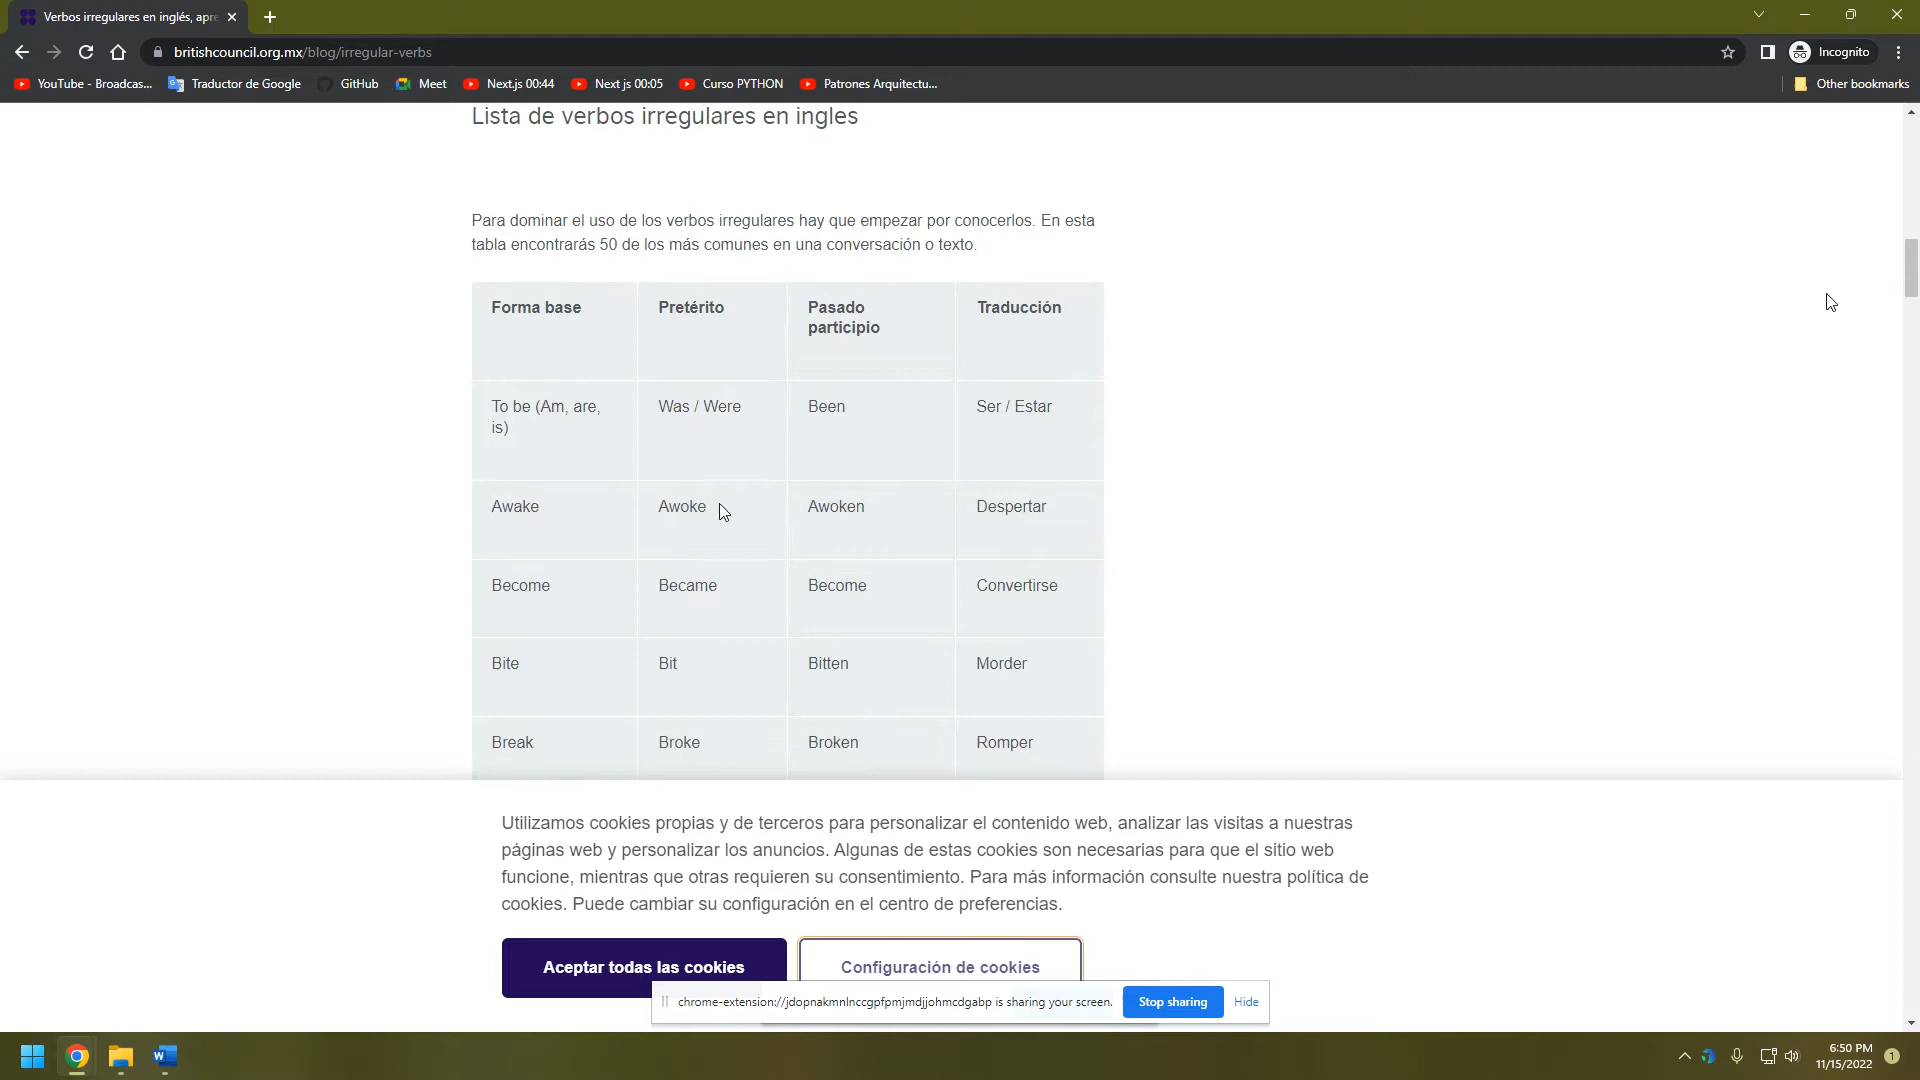 Verbos irregulares en inglés, apre
britishcouncil.org.mx/blog/irregular-verbs
Incognito
YouTube - Broadcas...
Traductor de Google
GitHub
Meet
Next.js 00:44
Next js 00:05
Curso PYTHON
Patrones Arquitectu...
Other bookmarks
Lista de verbos irregulares en ingles
Para dominar el uso de los verbos irregulares hay que empezar por conocerlos. En esta
tabla encontrarás 50 de los más comunes en una conversación o texto.
Forma base Pretérito Pasado participio Traducción
To be (Am, are, is) Was / Were Been Ser / Estar
Awake Awoke Awoken Despertar
Become Became Become Convertirse
Bite Bit Bitten Morder
Break Broke Broken Romper
Utilizamos cookies propias y de terceros para personalizar el contenido web, analizar las visitas a nuestras
páginas web y personalizar los anuncios. Algunas de estas cookies son necesarias para que el sitio web
funcione, mientras que otras requieren su consentimiento. Para más información consulte nuestra política de
cookies. Puede cambiar su configuración en el centro de preferencias.
Aceptar todas las cookies
Configuración de cookies
chrome-extension://jdopnakmnlnccgpfpmjmdjjohmcdgabp is sharing your screen.
Stop sharing
Hide
6:50 PM
11/15/2022
1